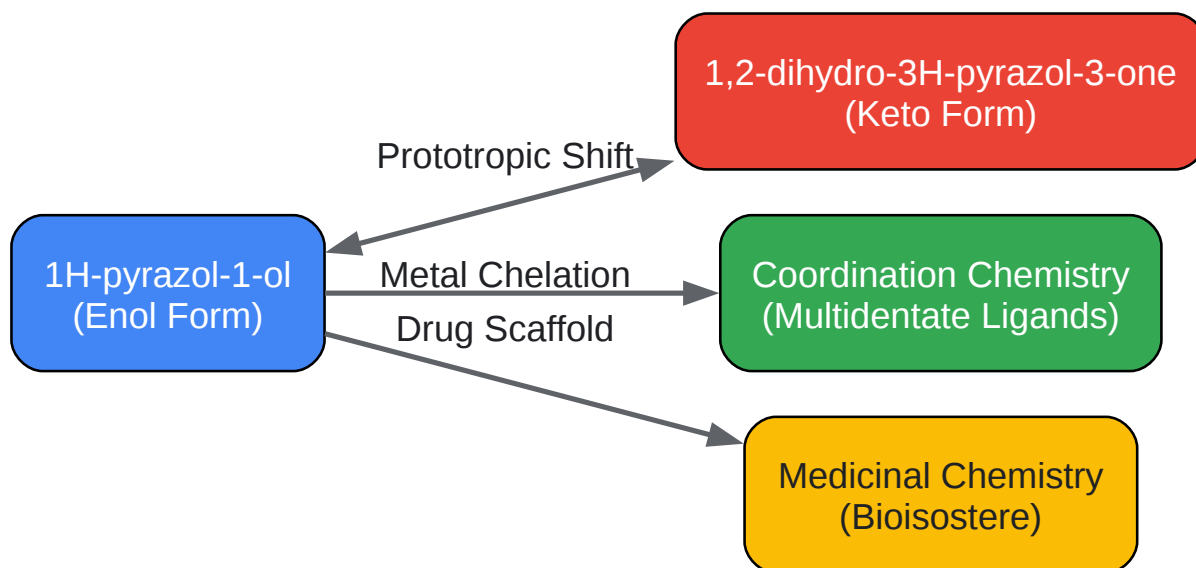 1,2-dihydro-3H-pyrazol-3-one
(Keto Form)
Prototropic Shift
1H-pyrazol-1-ol
(Enol Form)
Metal Chelation
Coordination Chemistry
(Multidentate Ligands)
Drug Scaffold
Medicinal Chemistry
(Bioisostere)